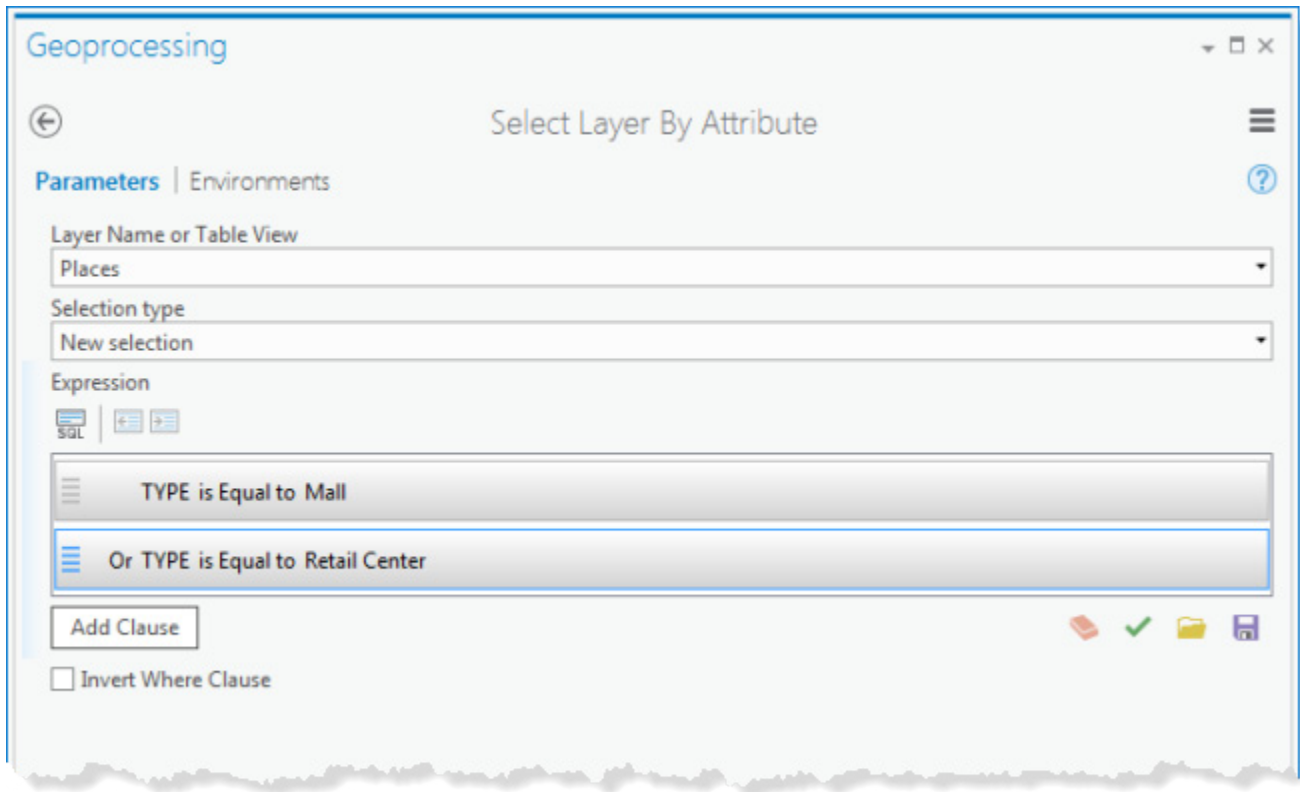 Geoprocessing
Select Layer By Attribute
Parameters | Environments
Layer Name or Table View
Places
Selection type
New selection
Expression
SQL
TYPE is Equal to Mall
Or TYPE is Equal to Retail Center
Add Clause
Invert Where Clause